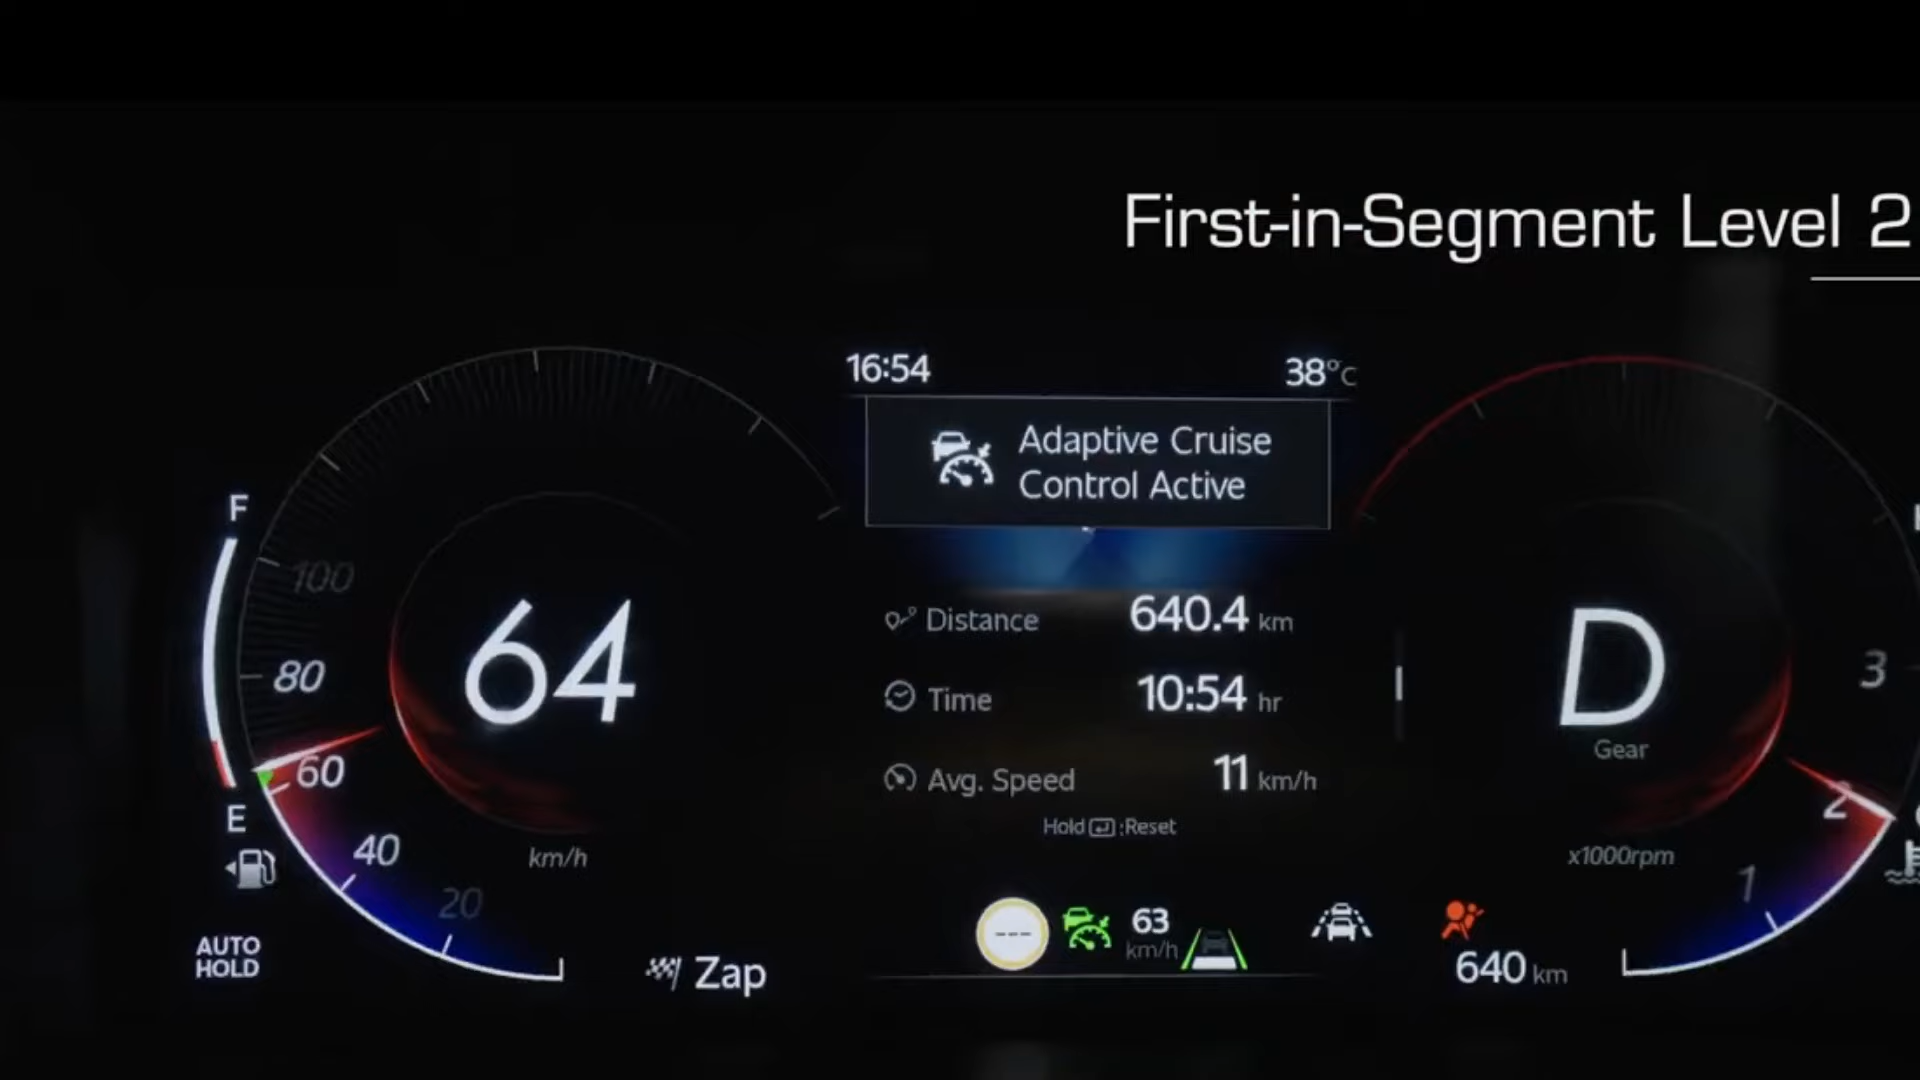 First-in-Segment Level 2
16:54
38°C
Adaptive Cruise
Control Active
F
100
80
60
40
20
E
64
km/h
Distance 640.4 km
Time 10:54 hr
Avg. Speed 11 km/h
Hold :Reset
D
Gear
3
2
1
x1000rpm
AUTO
HOLD
Zap
---
63
km/h
640 km